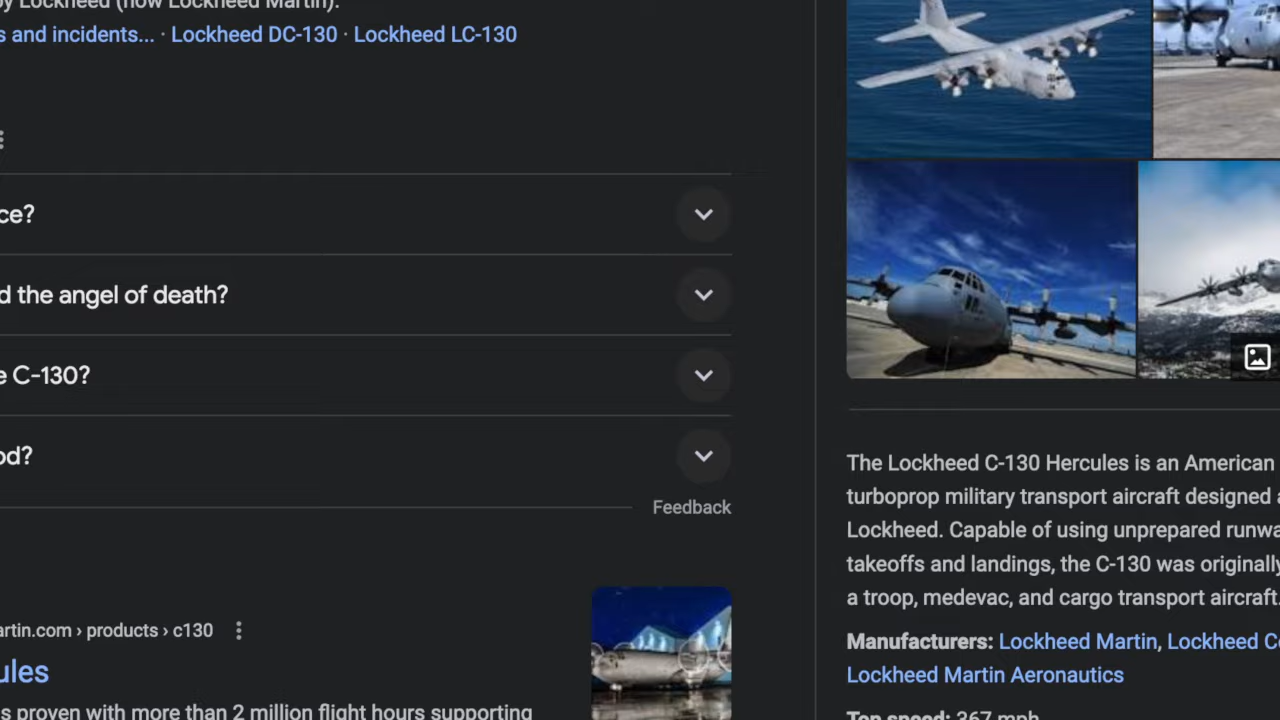 by Lockheed (now Lockheed Martin).
s and incidents... · Lockheed DC-130 · Lockheed LC-130
ce?
d the angel of death?
e C-130?
od?
Feedback
artin.com › products › c130
ules
s proven with more than 2 million flight hours supporting
The Lockheed C-130 Hercules is an American
turboprop military transport aircraft designed a
Lockheed. Capable of using unprepared runwa
takeoffs and landings, the C-130 was originally
a troop, medevac, and cargo transport aircraft.
Manufacturers: Lockheed Martin, Lockheed Co
Lockheed Martin Aeronautics
Top speed: 367 mph